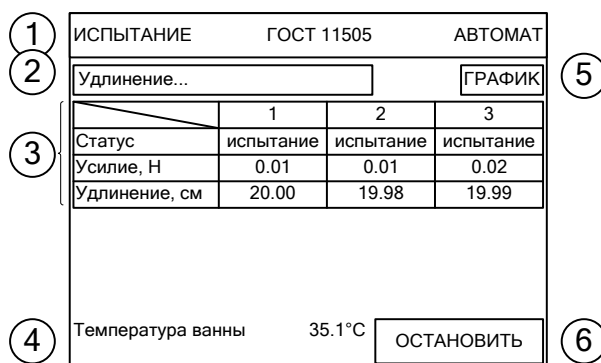 1 ИСПЫТАНИЕ ГОСТ 11505 АВТОМАТ
2 Удлинение... ГРАФИК 5
1 2 3
3 Статус испытание испытание испытание
Усилие, Н 0.01 0.01 0.02
Удлинение, см 20.00 19.98 19.99
4 Температура ванны 35.1°C ОСТАНОВИТЬ 6